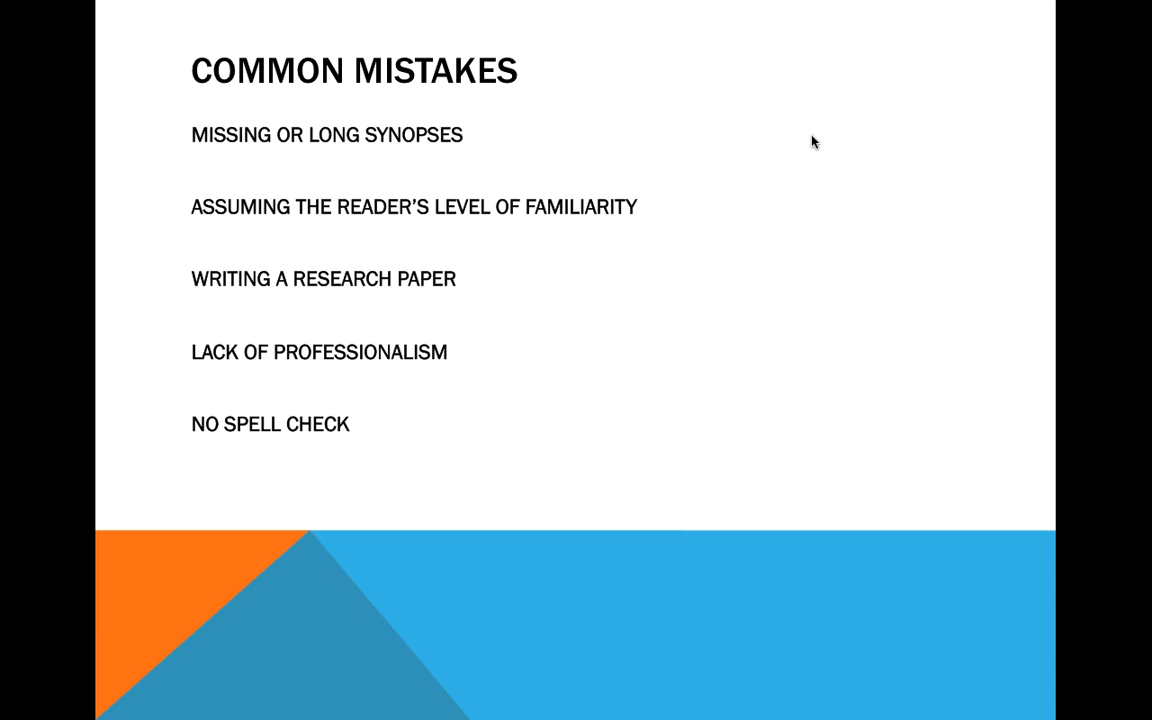 COMMON MISTAKES
MISSING OR LONG SYNOPSES
ASSUMING THE READER’S LEVEL OF FAMILIARITY
WRITING A RESEARCH PAPER
LACK OF PROFESSIONALISM
NO SPELL CHECK